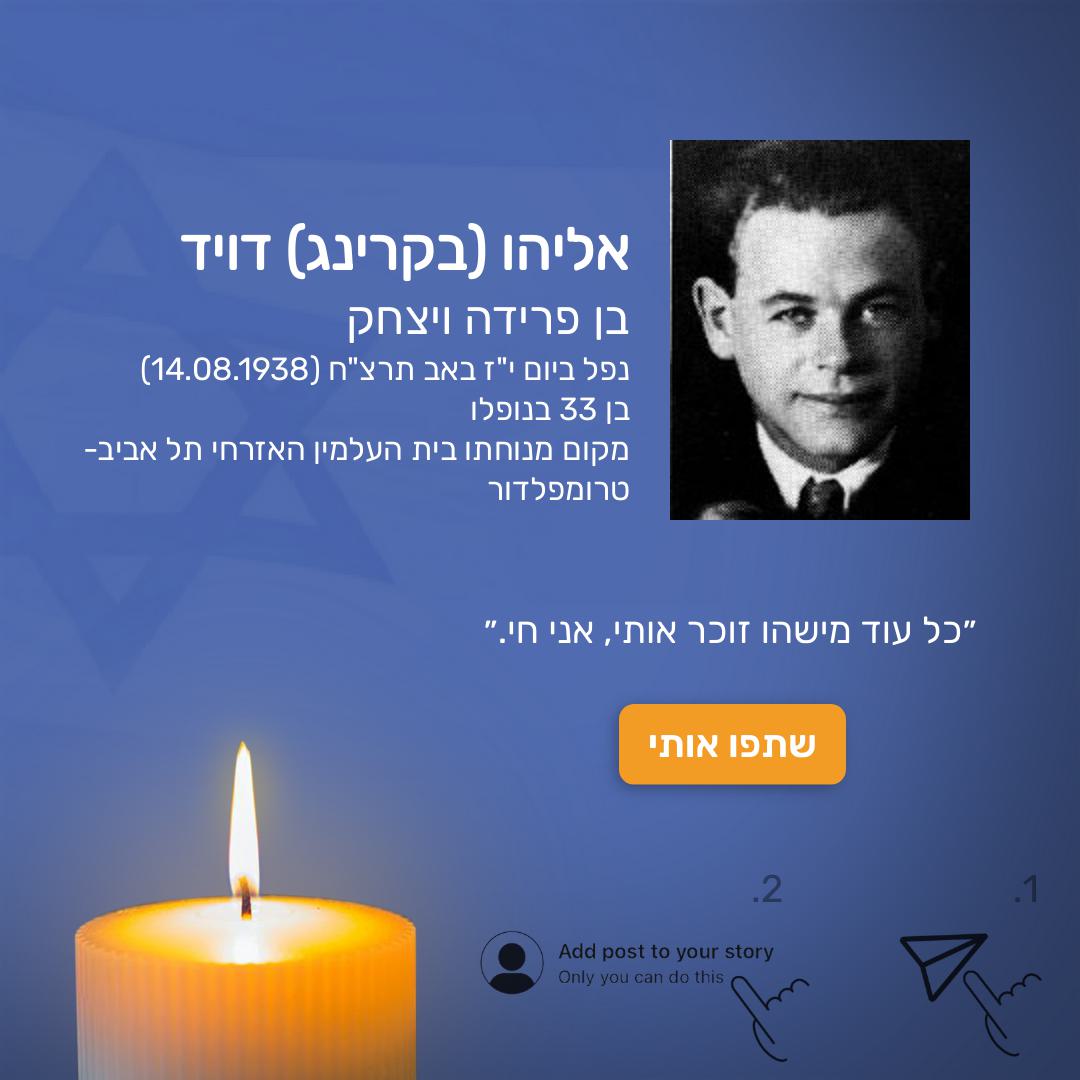 אליהו (בקרינג) דויד
בן פרידה ויצחק
נפל ביום י"ז באב תרצ"ח (14.08.1938)
בן 33 בנופלו
מקום מנוחתו בית העלמין האזרחי תל אביב-
טרומפלדור
״כל עוד מישהו זוכר אותי, אני חי.״
שתפו אותי
1.
2.
Add post to your story
Only you can do this